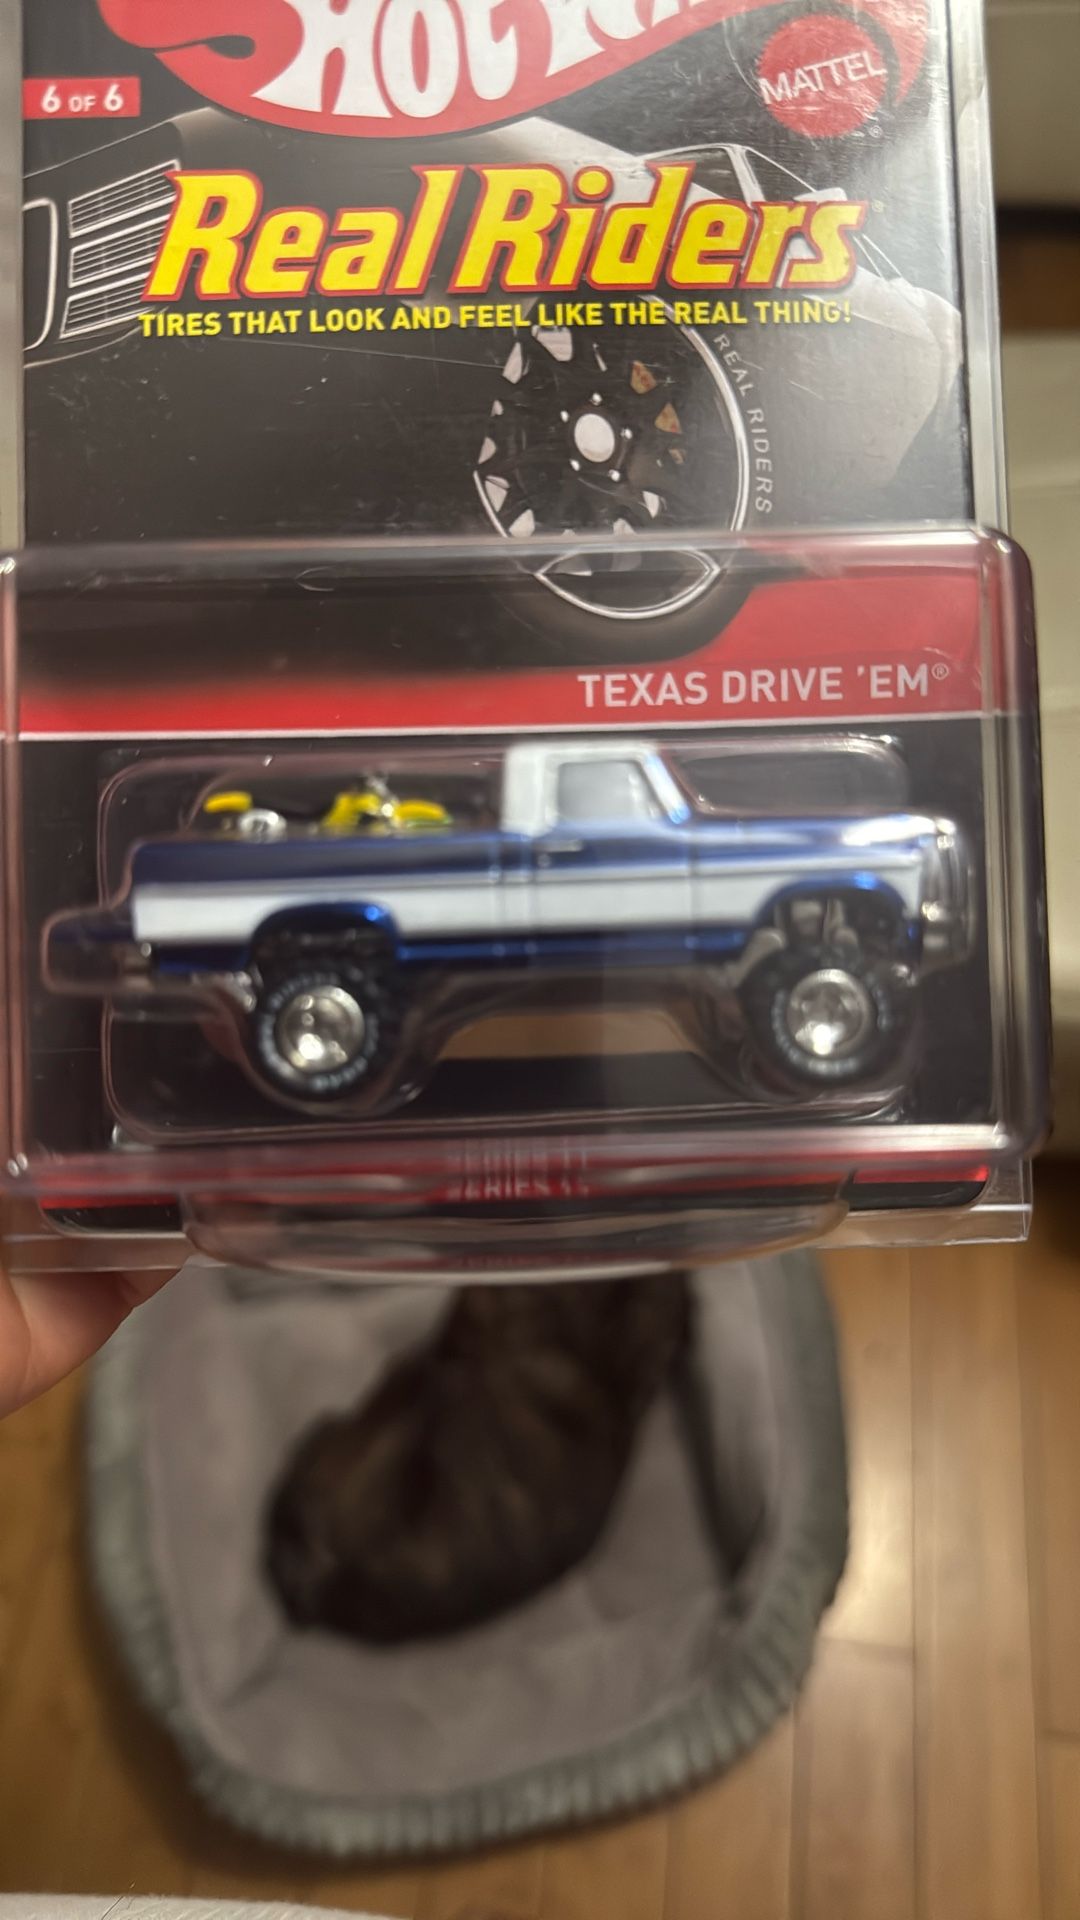 HOT W
MATTEL
®
6 OF 6
Real Riders
TIRES THAT LOOK AND FEEL LIKE THE REAL THING!
REAL RIDERS
TEXAS DRIVE 'EM®